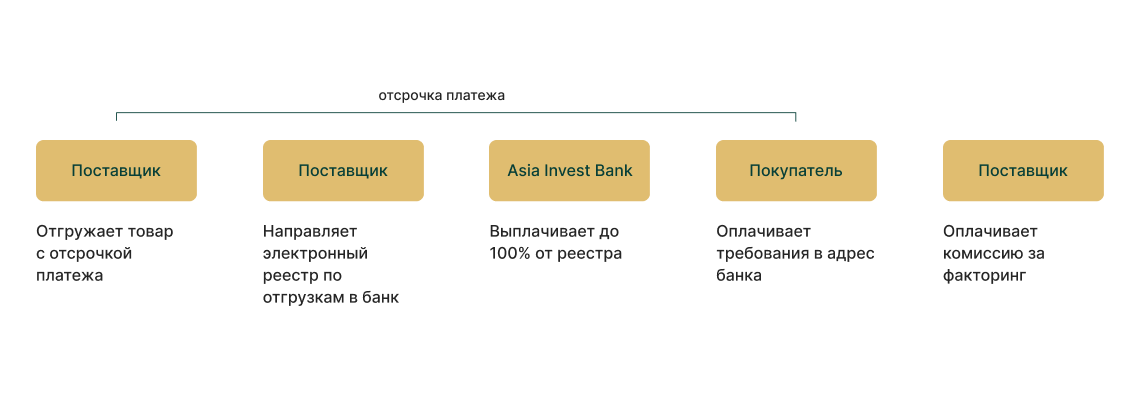 отсрочка платежа
Поставщик
Поставщик
Asia Invest Bank
Покупатель
Поставщик
Отгружает товар
с отсрочкой
платежа
Направляет
электронный
реестр по
отгрузкам в банк
Выплачивает до
100% от реестра
Оплачивает
требования в адрес
банка
Оплачивает
комиссию за
факторинг